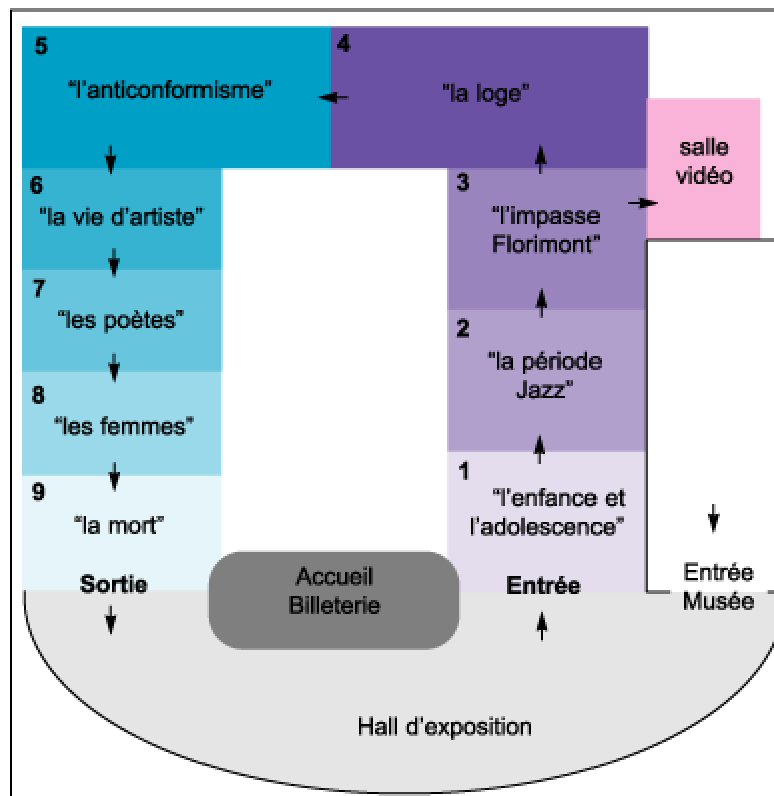 5
"l'anticonformisme"
4
"la loge"
salle
vidéo
6
"la vie d'artiste"
3
"l'impasse
Florimont"
7
"les poètes"
2
"la période
Jazz"
8
"les femmes"
1
"l'enfance et
l'adolescence"
9
"la mort"
Sortie
Accueil
Billeterie
Entrée
Entrée
Musée
Hall d'exposition